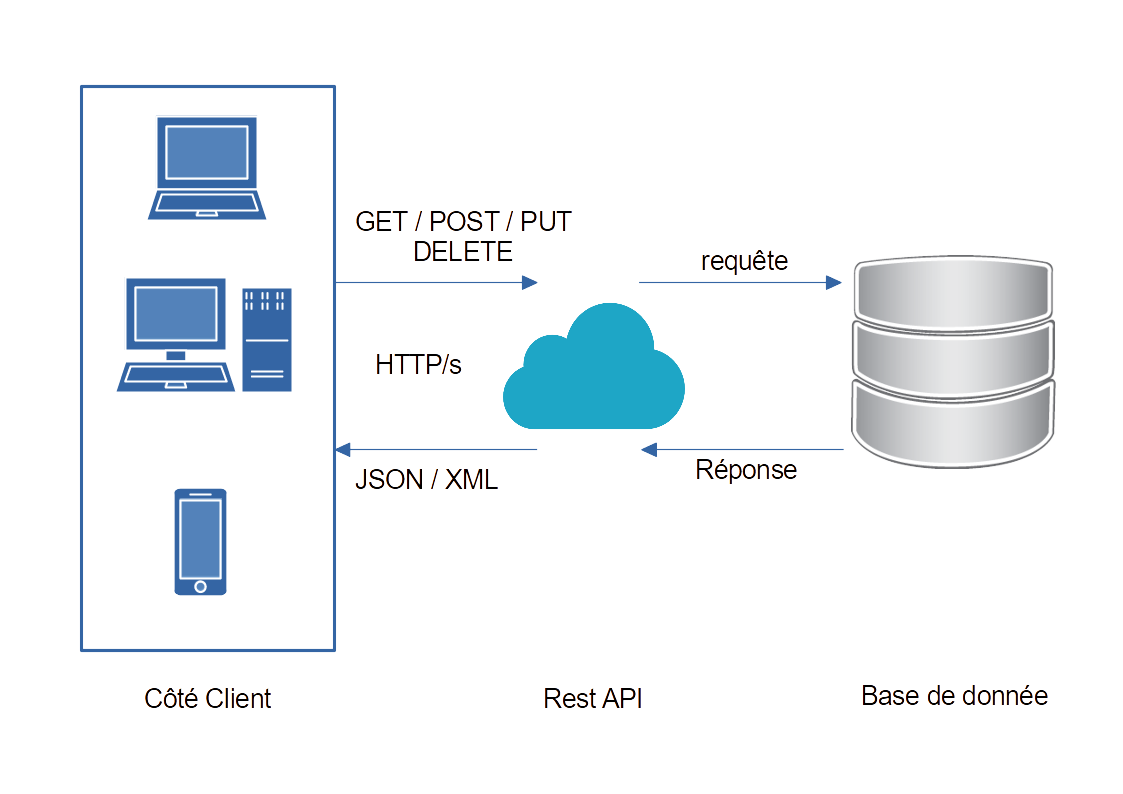 GET / POST / PUT
DELETE
requête
HTTP/s
JSON / XML
Réponse
Côté Client
Rest API
Base de donnée